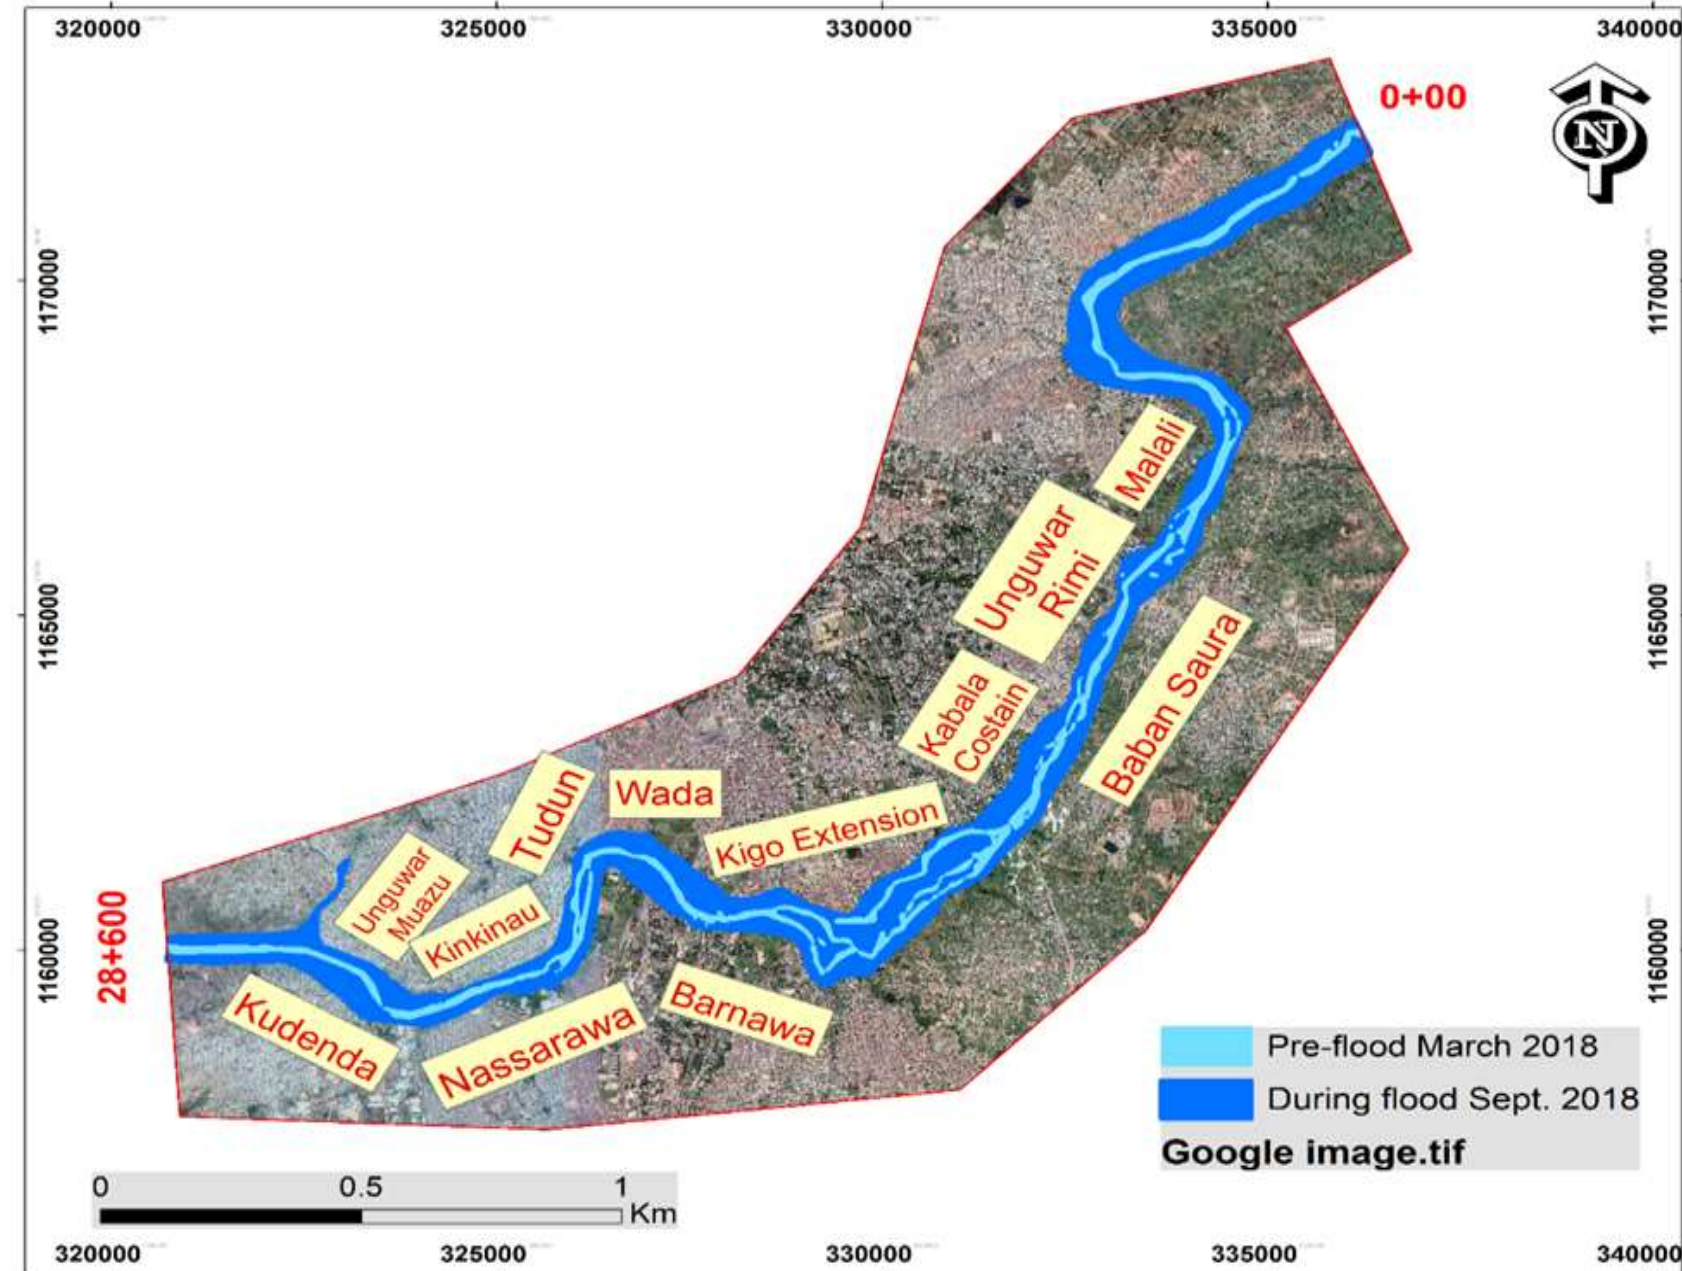 320000 325000 330000 335000 340000
0+00
N
1170000 1170000
Malali
Unguwar
Rimi
1165000 1165000
Baban Saura
Kabala
Costain
Tudun Wada
Kigo Extension
Unguwar
Muazu
Kinkinau
28+600
1160000 1160000
Kudenda
Nassarawa
Barnawa
Pre-flood March 2018
During flood Sept. 2018
Google image.tif
0 0.5 1
Km
320000 325000 330000 335000 340000